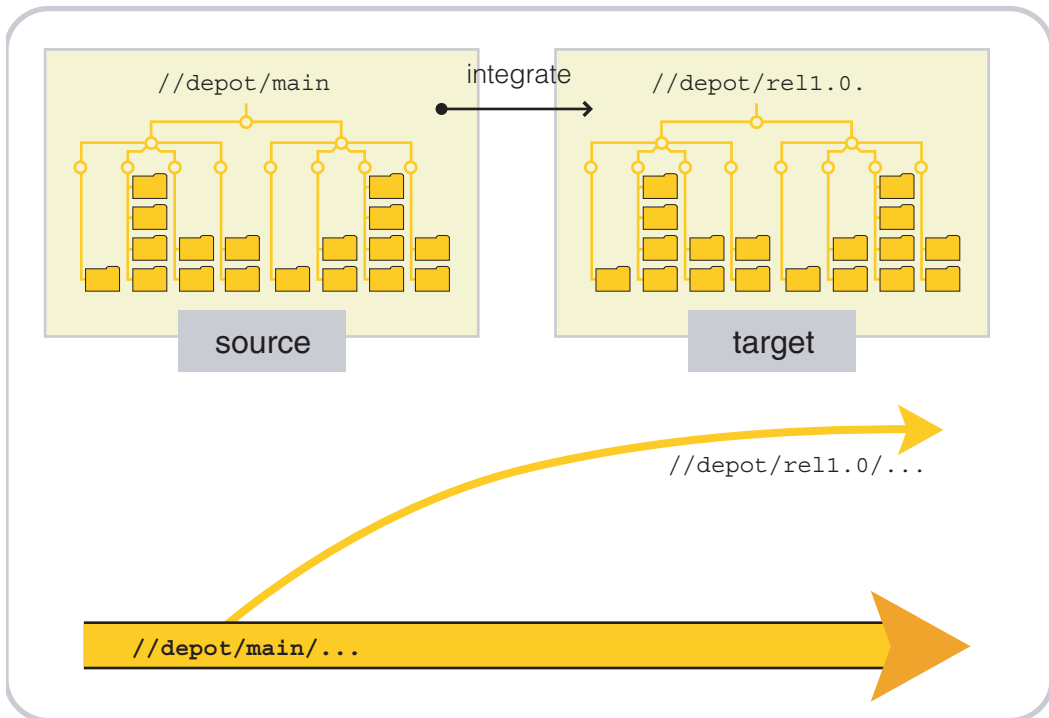 //depot/main
integrate
//depot/rel1.0.
source
target
//depot/rel1.0/...
//depot/main/...